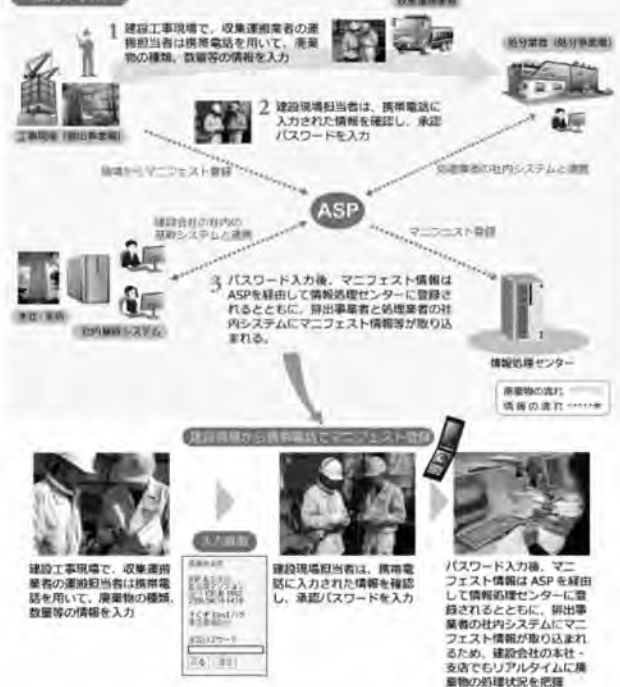 1 建設工事現場で、収集運搬業者の運
搬担当者は携帯電話を用いて、廃棄
物の種類、数量等の情報を入力
処分業者（処分事業場）
工事現場（排出事業場）
2 建設現場担当者は、携帯電話に
入力された情報を確認し、承認
パスワードを入力
現場からマニフェスト登録
処理業者の社内システムと連携
ASP
建設会社の社内の
基幹システムと連携
マニフェスト登録
3 パスワード入力後、マニフェスト情報は
ASPを経由して情報処理センターに登録さ
れるとともに、排出事業者と処理業者の社
内システムにマニフェスト情報等が取り込
まれる。
本社・支店
社内基幹システム
情報処理センター
廃棄物の流れ
情報の流れ
建設現場から携帯電話でマニフェスト登録
入力画面
建設工事現場で、収集運搬
業者の運搬担当者は携帯電
話を用いて、廃棄物の種類、
数量等の情報を入力
建設現場担当者は、携帯電
話に入力された情報を確認
し、承認パスワードを入力
パスワード入力後、マニ
フェスト情報は ASP を経由
して情報処理センターに登
録されるとともに、排出事
業者の社内システムにマニ
フェスト情報が取り込まれ
るため、建設会社の本社・
支店でもリアルタイムに廃
棄物の処理状況を把握